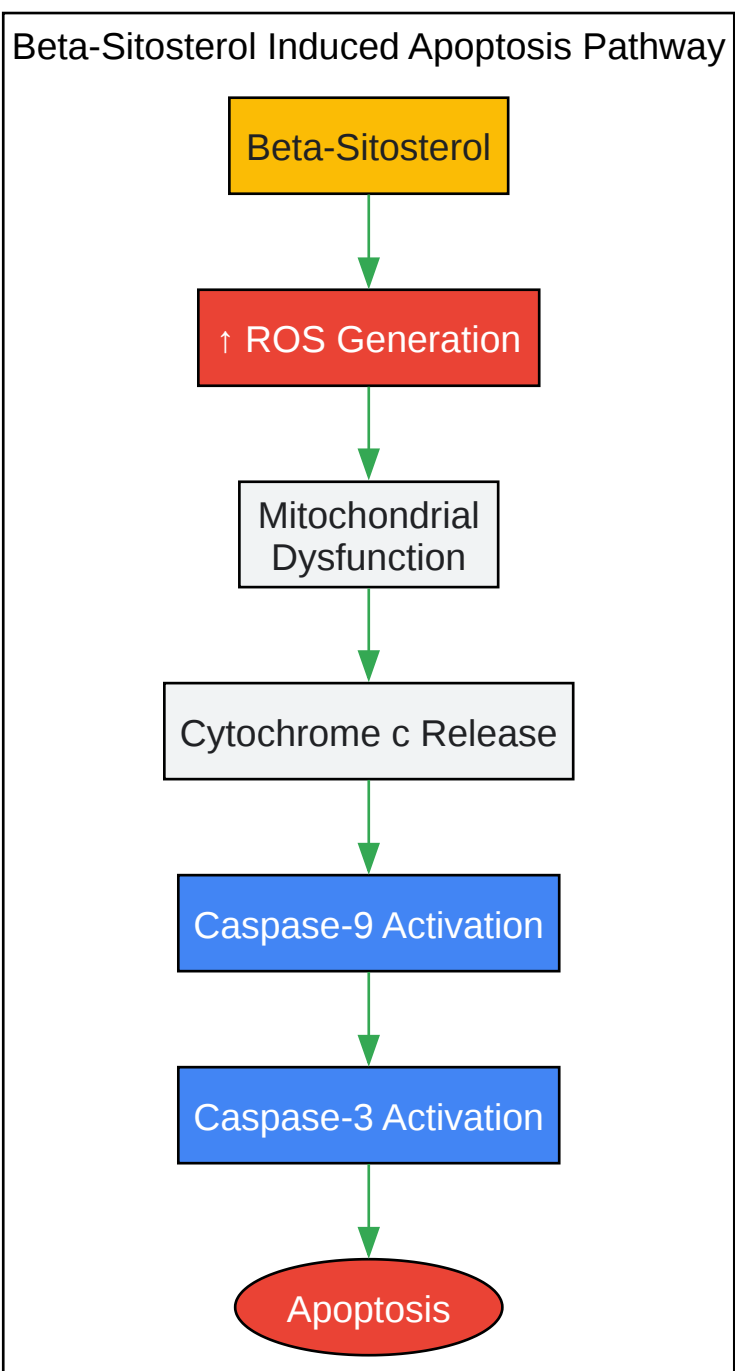 Beta-Sitosterol Induced Apoptosis Pathway
Beta-Sitosterol
↑ ROS Generation
Mitochondrial
Dysfunction
Cytochrome c Release
Caspase-9 Activation
Caspase-3 Activation
Apoptosis